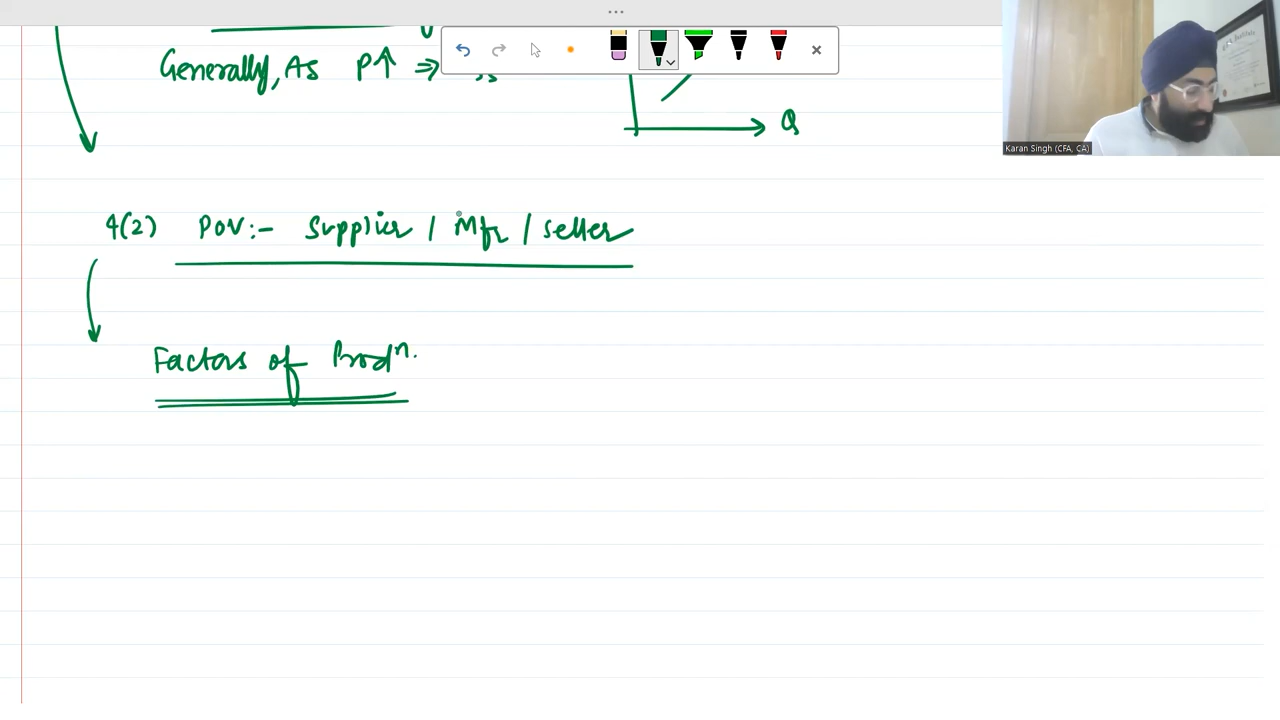 Generally, As P↑ ⇒
Q
4(2) POV:- Supplier / Mfr / Seller
Factors of Prodⁿ.
Karan Singh (CFA, CA)